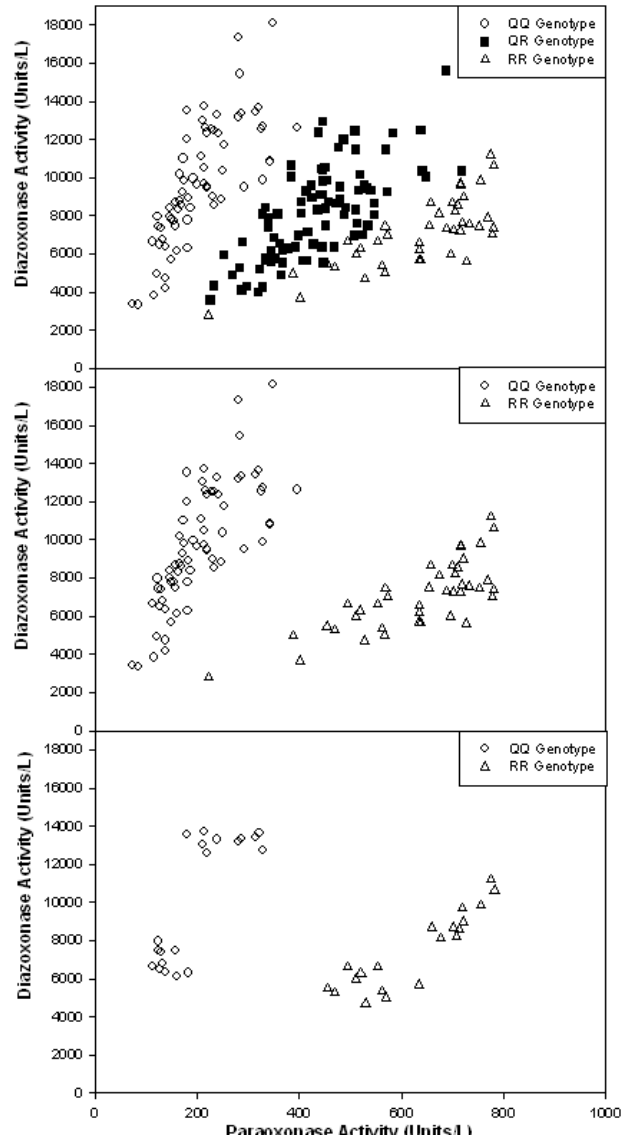 18000
16000
14000
12000
10000
8000
6000
4000
2000
0
Diazoxonase Activity (Units/L)
QQ Genotype
QR Genotype
RR Genotype
18000
16000
14000
12000
10000
8000
6000
4000
2000
0
Diazoxonase Activity (Units/L)
QQ Genotype
RR Genotype
18000
16000
14000
12000
10000
8000
6000
4000
2000
0
Diazoxonase Activity (Units/L)
QQ Genotype
RR Genotype
0 200 400 600 800 1000
Paraoxonase Activity (Units/L)